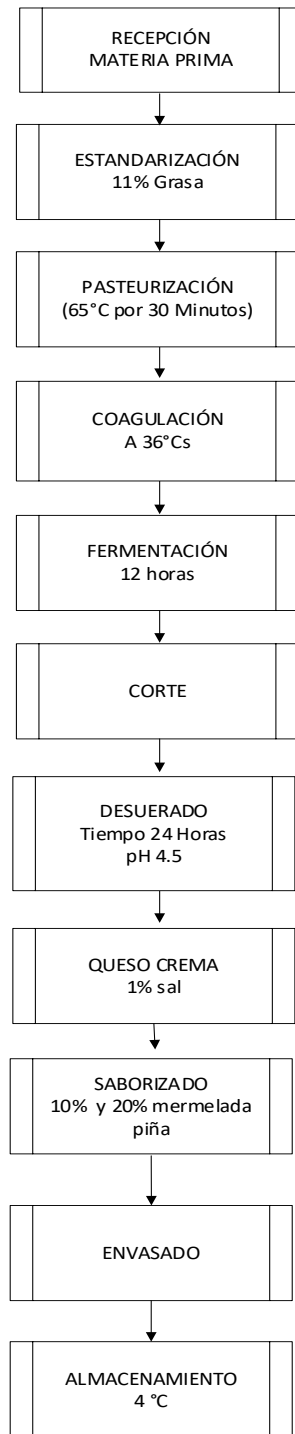 RECEPCIÓN
MATERIA PRIMA
ESTANDARIZACIÓN
11% Grasa
PASTEURIZACIÓN
(65°C por 30 Minutos)
COAGULACIÓN
A 36°Cs
FERMENTACIÓN
12 horas
CORTE
DESUERADO
Tiempo 24 Horas
pH 4.5
QUESO CREMA
1% sal
SABORIZADO
10% y 20% mermelada
piña
ENVASADO
ALMACENAMIENTO
4 °C